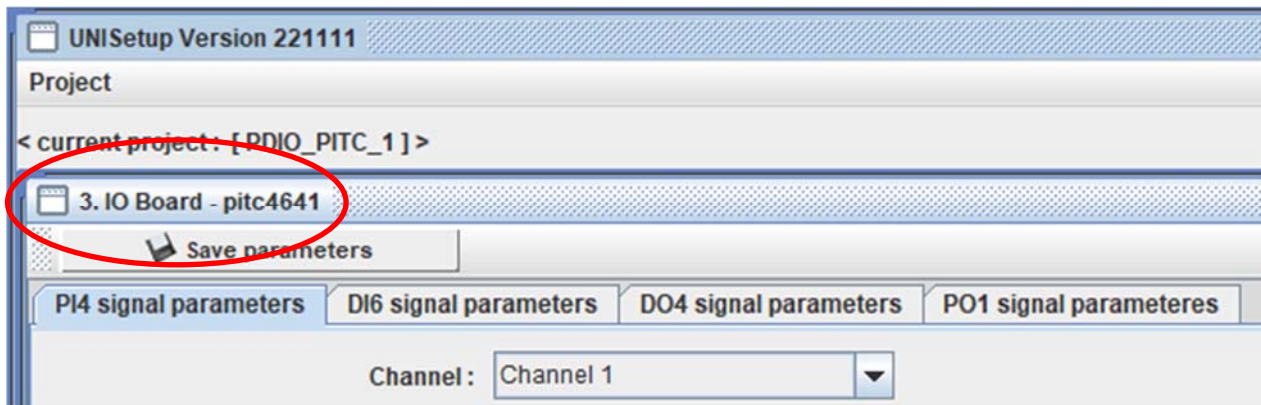 UNISetup Version 221111
Project
< current project : [ PDIO_PITC_1 ] >
3. IO Board - pitc4641
Save parameters
PI4 signal parameters DI6 signal parameters DO4 signal parameters PO1 signal parameteres
Channel : Channel 1